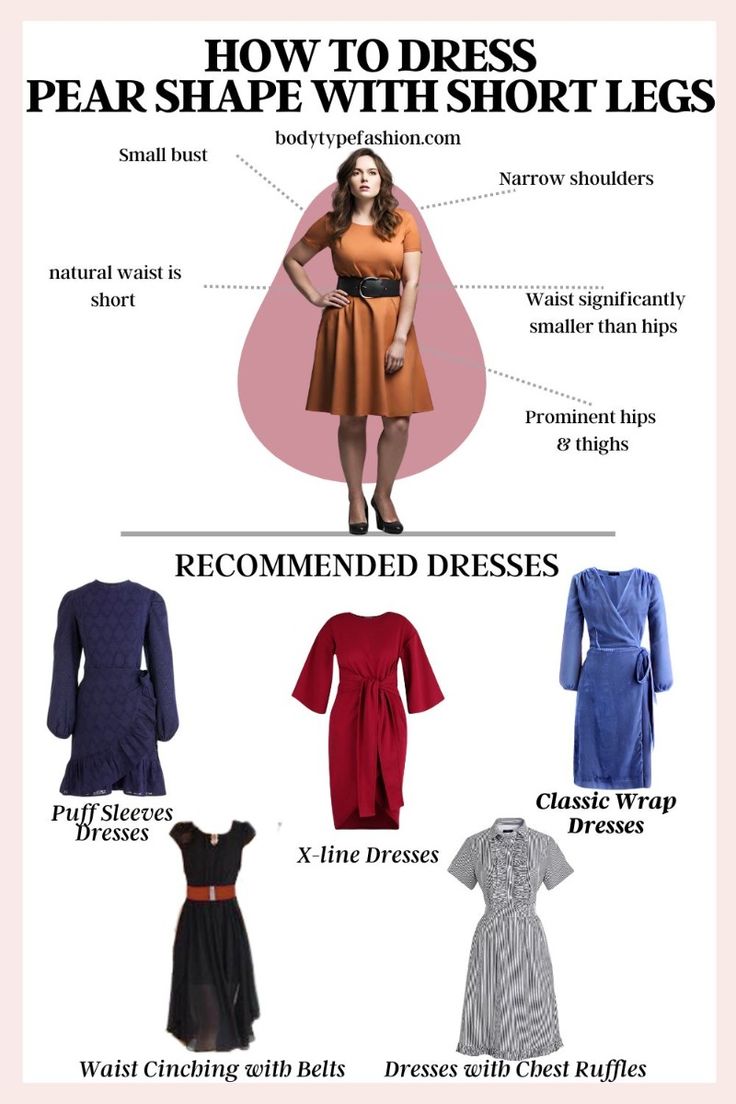 HOW TO DRESS
PEAR SHAPE WITH SHORT LEGS
bodytypefashion.com
Small bust
Narrow shoulders
natural waist is
short
Waist significantly
smaller than hips
Prominent hips
& thighs
RECOMMENDED DRESSES
Puff Sleeves
Dresses
X-line Dresses
Classic Wrap
Dresses
Waist Cinching with Belts
Dresses with Chest Ruffles